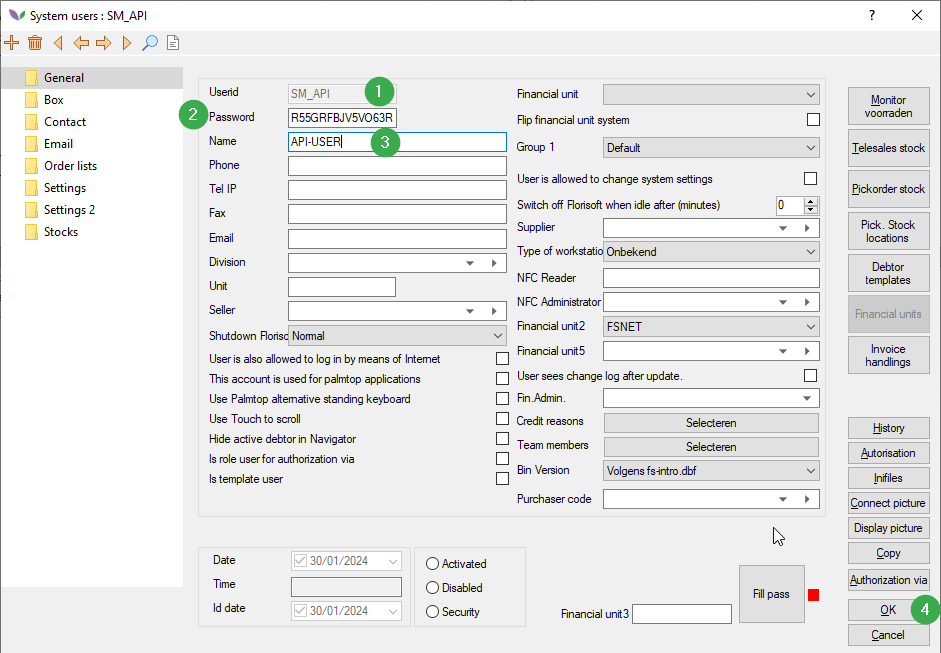 System users : SM_API
?
General
Box
Contact
Email
Order lists
Settings
Settings 2
Stocks
Userid
SM_API
1
2
Password
R55GRFBJV5VO63R
Name
API-USER
3
Phone
Tel IP
Fax
Email
Division
Unit
Seller
Shutdown Floriso
Normal
User is also allowed to log in by means of Internet
This account is used for palmtop applications
Use Palmtop alternative standing keyboard
Use Touch to scroll
Hide active debtor in Navigator
Is role user for authorization via
Is template user
Financial unit
Flip financial unit system
Group 1
Default
User is allowed to change system settings
Switch off Florisoft when idle after (minutes)
0
Supplier
Type of workstatio
Onbekend
NFC Reader
NFC Administrator
Financial unit2
FSNET
Financial unit5
User sees change log after update.
Fin.Admin.
Credit reasons
Selecteren
Team members
Selecteren
Bin Version
Volgens fs-intro.dbf
Purchaser code
Date
30/01/2024
Time
Id date
30/01/2024
Activated
Disabled
Security
Financial unit3
Fill pass
Monitor
voorraden
Telesales stock
Pickorder stock
Pick. Stock
locations
Debtor
templates
Financial units
Invoice
handlings
History
Autorisation
Inifiles
Connect picture
Display picture
Copy
Authorization via
OK
4
Cancel